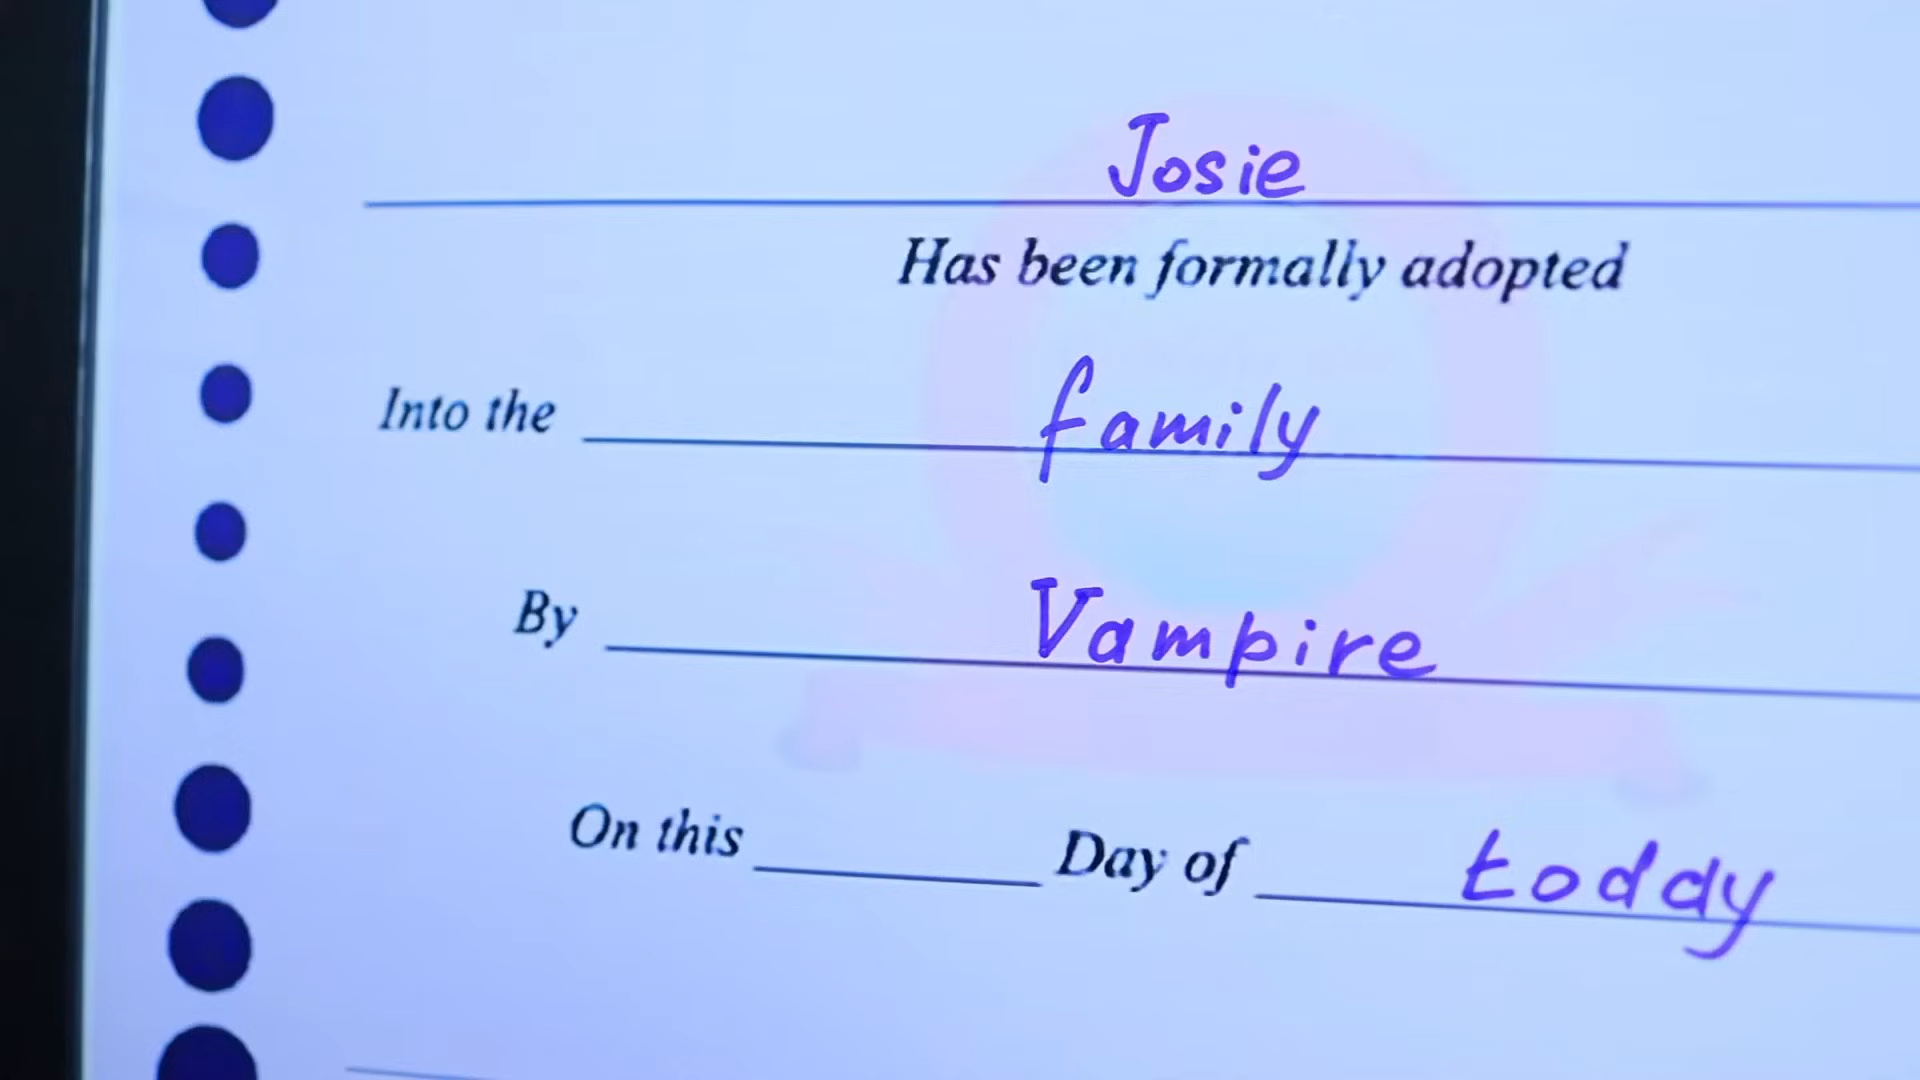 Josie
Has been formally adopted
Into the family
By Vampire
On this Day of today